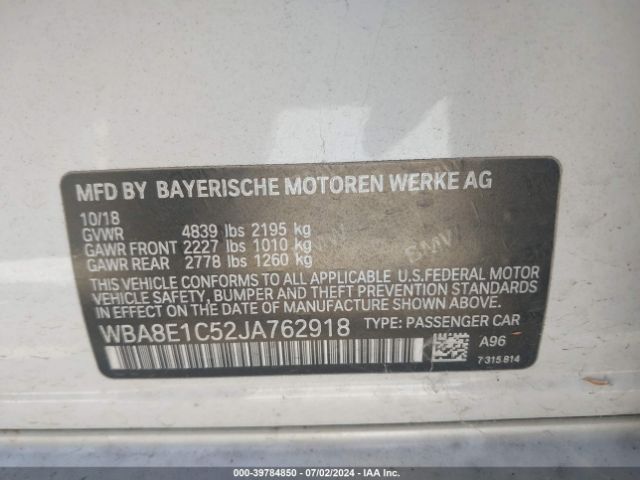 MFD BY BAYERISCHE MOTOREN WERKE AG
10/18
GVWR 4839 lbs 2195 kg
GAWR FRONT 2227 lbs 1010 kg
GAWR REAR 2778 lbs 1260 kg
THIS VEHICLE CONFORMS TO ALL APPLICABLE U.S.FEDERAL MOTOR
VEHICLE SAFETY, BUMPER, AND THEFT PREVENTION STANDARDS
IN EFFECT ON THE DATE OF MANUFACTURE SHOWN ABOVE.
WBA8E1C52JA762918 TYPE: PASSENGER CAR
A96
7 315 814
BMW
000-39784850 / 07/02/2024 - IAA Inc.